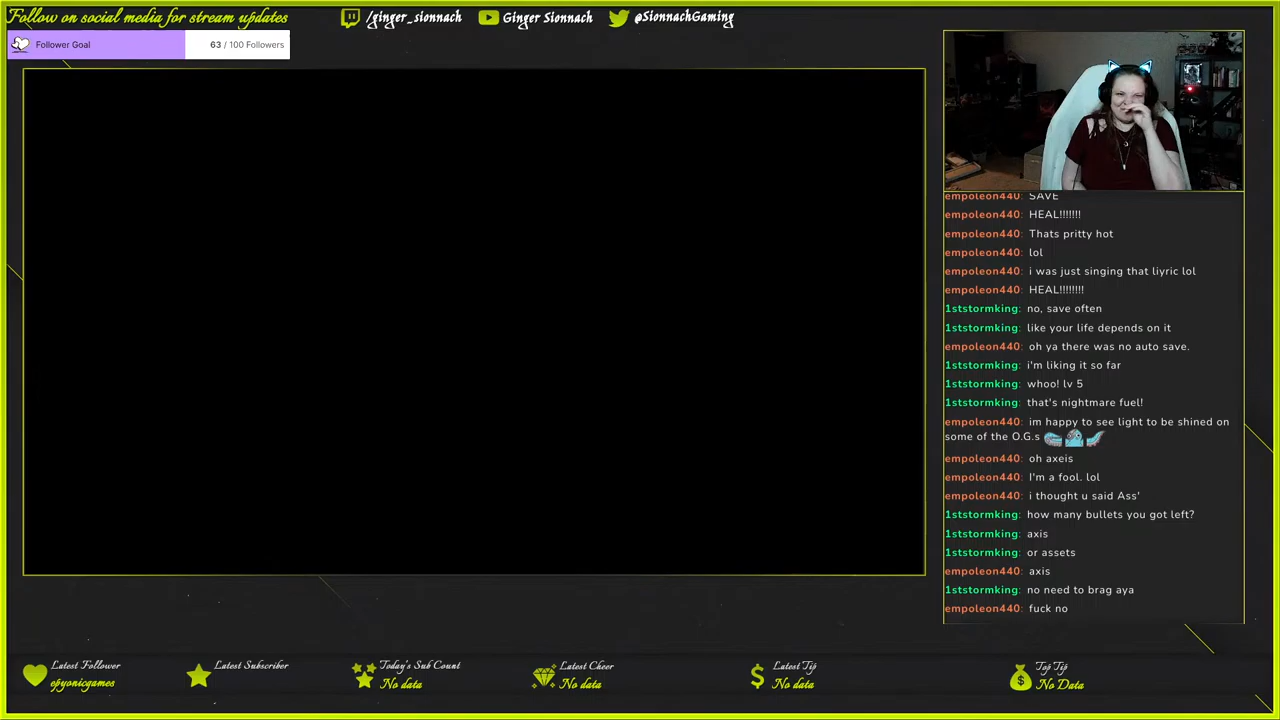 Follow on social media for stream updates
/ginger_sionnach
Ginger Sionnach
@SionnachGaming
Follower Goal
63 / 100 Followers
empoleon440: SAVE
empoleon440: HEAL!!!!!!!
empoleon440: Thats pritty hot
empoleon440: lol
empoleon440: i was just singing that liyric lol
empoleon440: HEAL!!!!!!!!
1ststormking: no, save often
1ststormking: like your life depends on it
empoleon440: oh ya there was no auto save.
1ststormking: i'm liking it so far
1ststormking: whoo! lv 5
1ststormking: that's nightmare fuel!
empoleon440: im happy to see light to be shined on
some of the O.G.s
empoleon440: oh axeis
empoleon440: I'm a fool. lol
empoleon440: i thought u said Ass'
1ststormking: how many bullets you got left?
1ststormking: axis
1ststormking: or assets
empoleon440: axis
1ststormking: no need to brag aya
empoleon440: fuck no
Latest Follower
epyonicgames
Latest Subscriber
Today's Sub Count
No data
Latest Cheer
No data
Latest Tip
No data
Top Tip
No Data